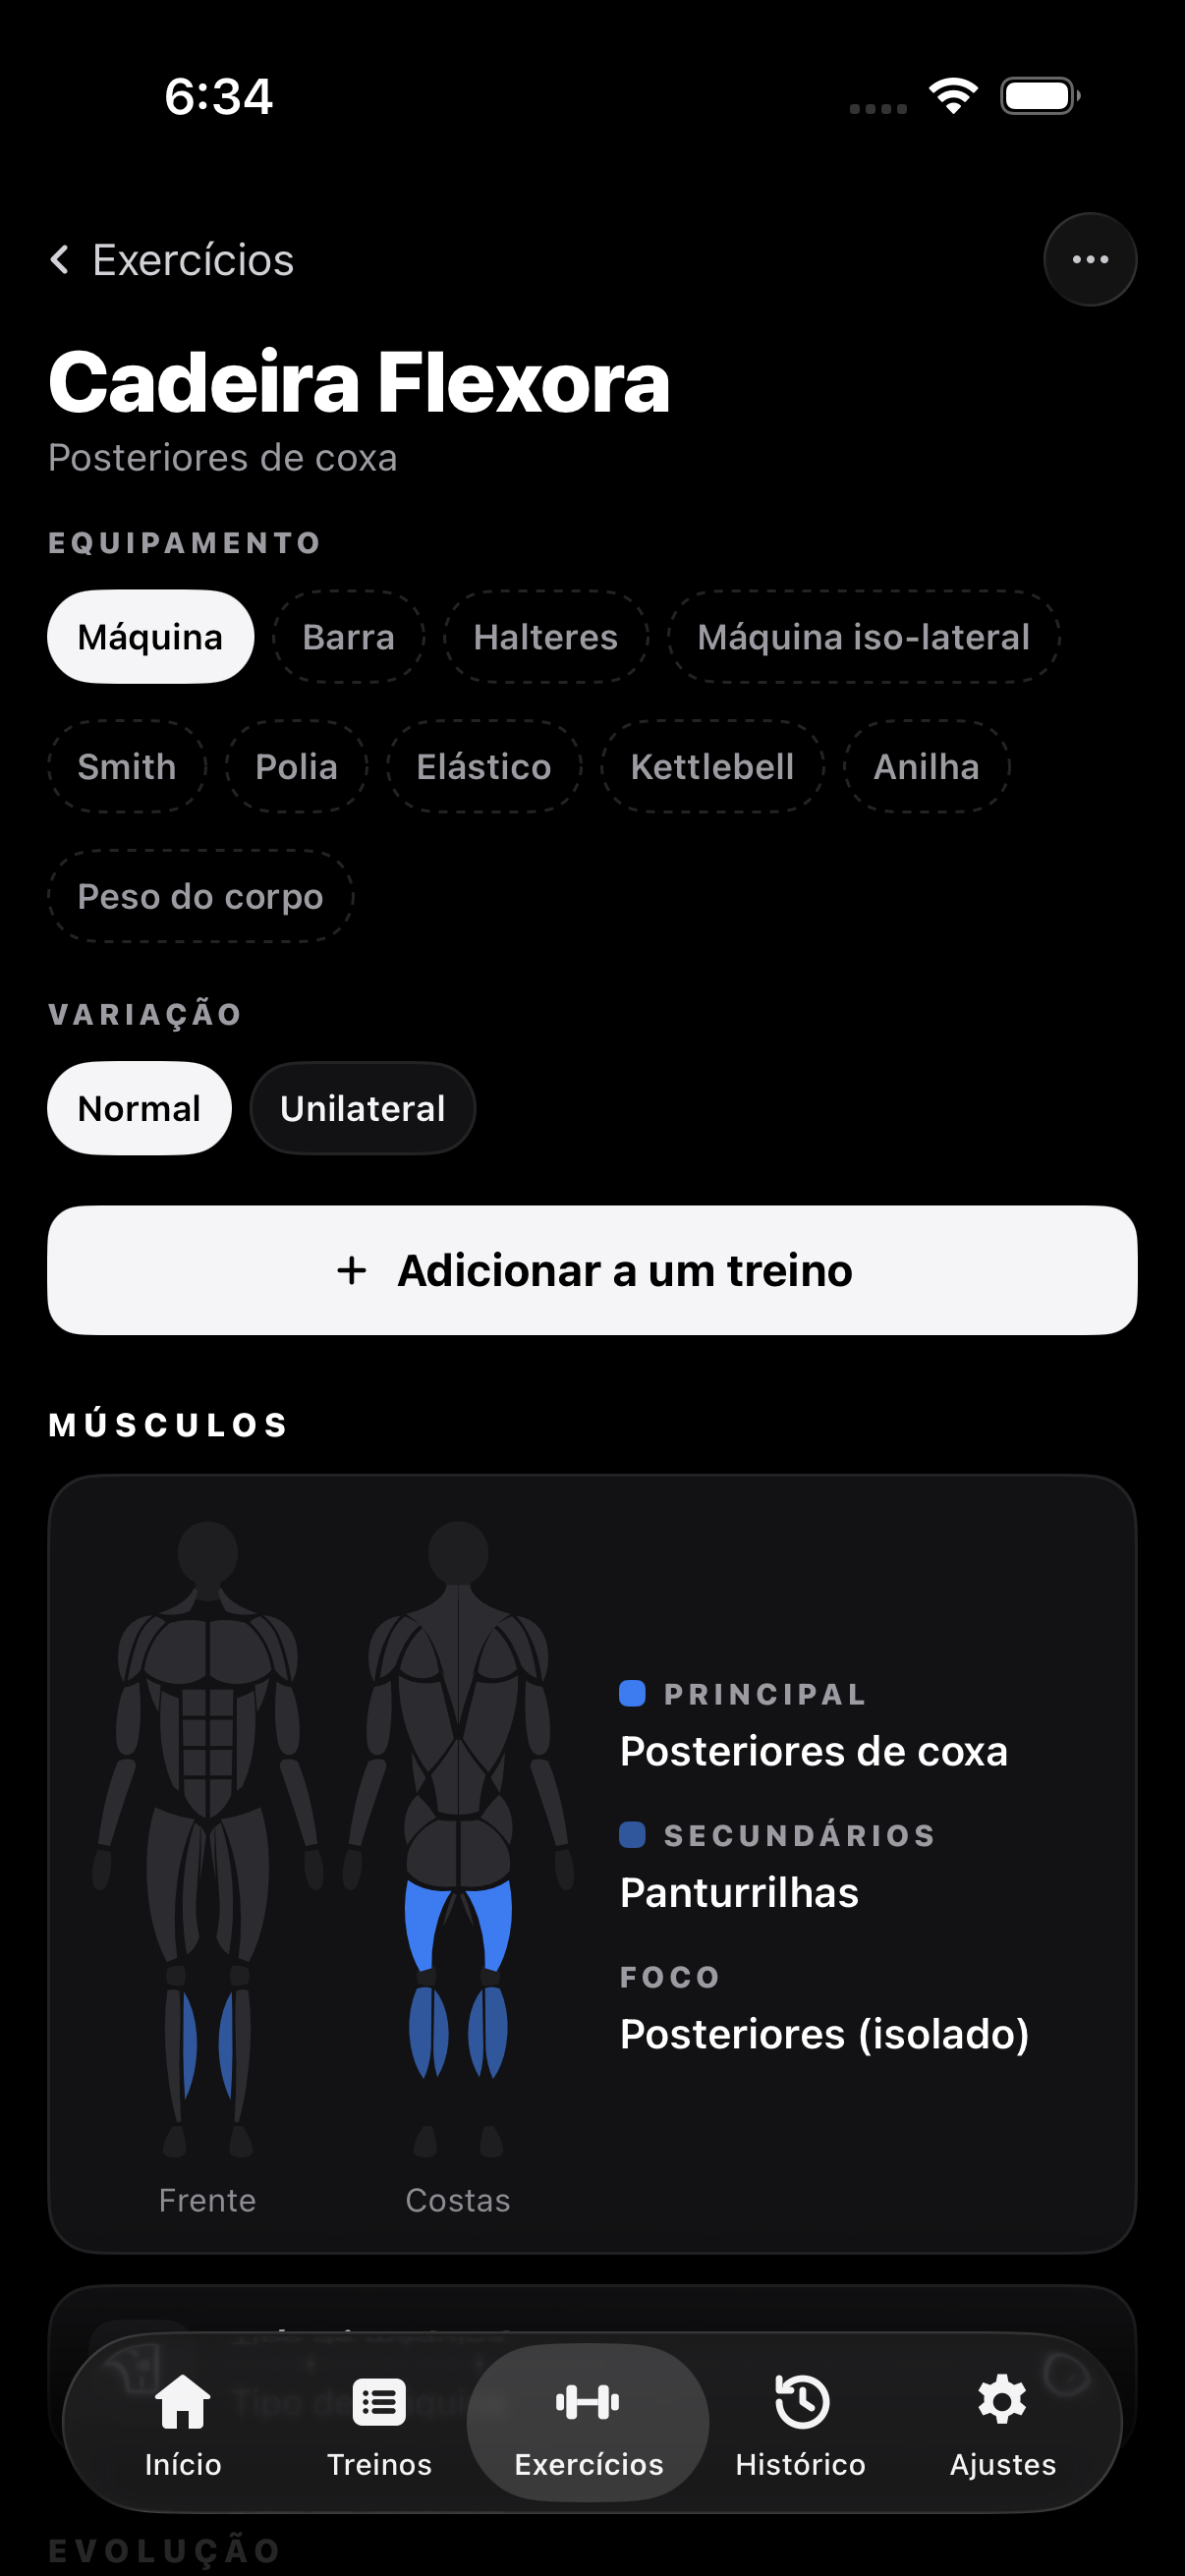 6:34
Exercícios
Cadeira Flexora
Posteriores de coxa
EQUIPAMENTO
Máquina Barra Halteres Máquina iso-lateral
Smith Polia Elástico Kettlebell Anilha
Peso do corpo
VARIAÇÃO
Normal Unilateral
+ Adicionar a um treino
MÚSCULOS
PRINCIPAL
Posteriores de coxa
SECUNDÁRIOS
Panturrilhas
FOCO
Posteriores (isolado)
Frente Costas
Início Treinos Exercícios Histórico Ajustes
EVOLUÇÃO